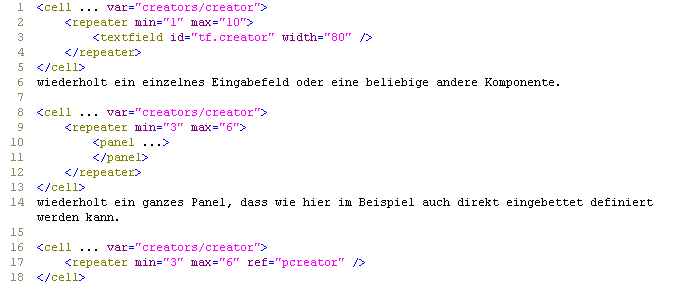 1 <cell ... var="creators/creator">
2 <repeater min="1" max="10">
3 <textfield id="tf.creator" width="80" />
4 </repeater>
5 </cell>
6 wiederholt ein einzelnes Eingabefeld oder eine beliebige andere Komponente.
7
8 <cell ... var="creators/creator">
9 <repeater min="3" max="6">
10 <panel ...>
11 </panel>
12 </repeater>
13 </cell>
14 wiederholt ein ganzes Panel, dass wie hier im Beispiel auch direkt eingebettet definiert
werden kann.
15
16 <cell ... var="creators/creator">
17 <repeater min="3" max="6" ref="pcreator" />
18 </cell>